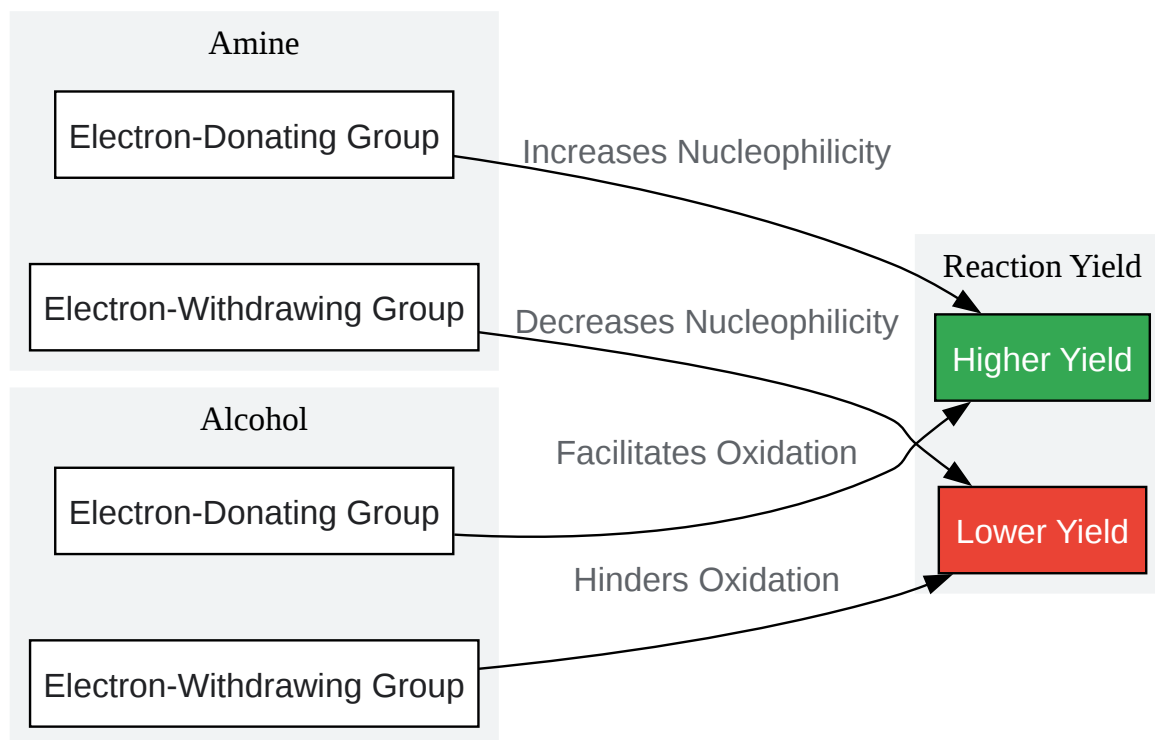 Amine
Electron-Donating Group
Increases Nucleophilicity
Electron-Withdrawing Group
Decreases Nucleophilicity
Alcohol
Electron-Donating Group
Facilitates Oxidation
Electron-Withdrawing Group
Hinders Oxidation
Reaction Yield
Higher Yield
Lower Yield